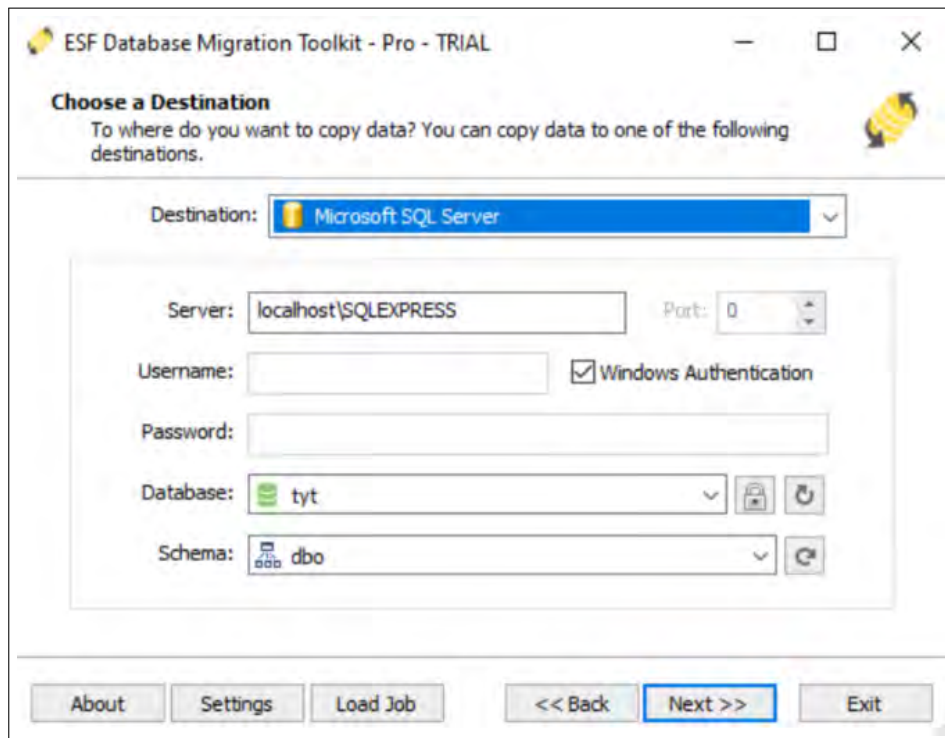 ESF Database Migration Toolkit - Pro - TRIAL
Choose a Destination
To where do you want to copy data? You can copy data to one of the following
destinations.
Destination: Microsoft SQL Server
Server: localhost\SQLEXPRESS Port: 0
Username: Windows Authentication
Password:
Database: tyt
Schema: dbo
About Settings Load Job << Back Next >> Exit